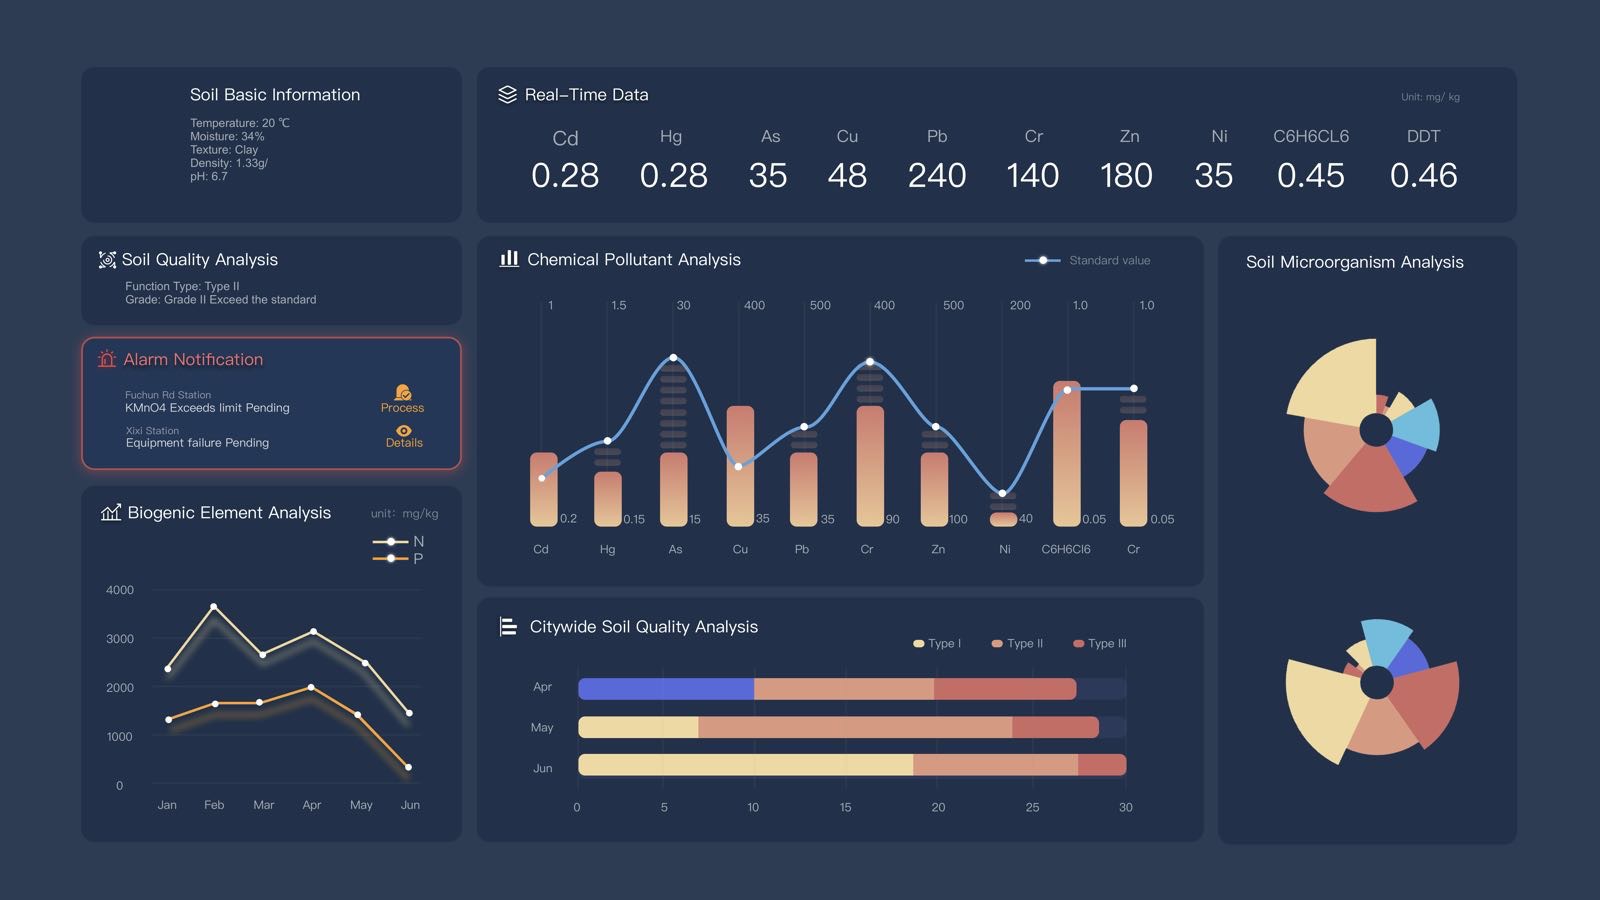 Soil Basic Information
Temperature: 20 ℃
Moisture: 34%
Texture: Clay
Density: 1.33g/
pH: 6.7
Real-Time Data
Unit: mg/ kg
Cd Hg As Cu Pb Cr Zn Ni C6H6CL6 DDT
0.28 0.28 35 48 240 140 180 35 0.45 0.46
Soil Quality Analysis
Function Type: Type II
Grade: Grade II Exceed the standard
Alarm Notification
Fuchun Rd Station
KMnO4 Exceeds limit Pending
Process
Xixi Station
Equipment failure Pending
Details
Biogenic Element Analysis
unit: mg/kg
N
P
4000
3000
2000
1000
0
Jan Feb Mar Apr May Jun
Chemical Pollutant Analysis
Standard value
1 1.5 30 400 500 400 500 200 1.0 1.0
0.2 0.15 15 35 35 90 100 40 0.05 0.05
Cd Hg As Cu Pb Cr Zn Ni C6H6Cl6 Cr
Citywide Soil Quality Analysis
Type I Type II Type III
Apr
May
Jun
0 5 10 15 20 25 30
Soil Microorganism Analysis